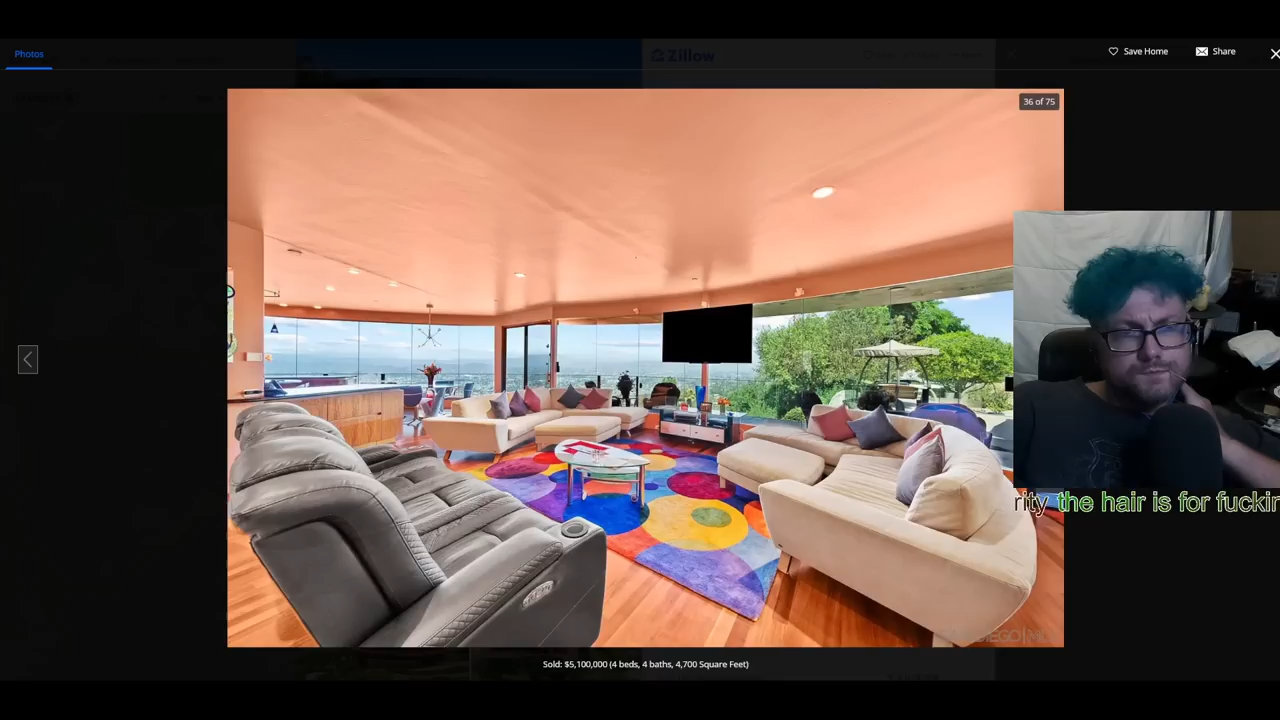 Photos
Zillow
Save Home
Share
36 of 75
rity the hair is for fuckin
Sold: $5,100,000 (4 beds, 4 baths, 4,700 Square Feet)